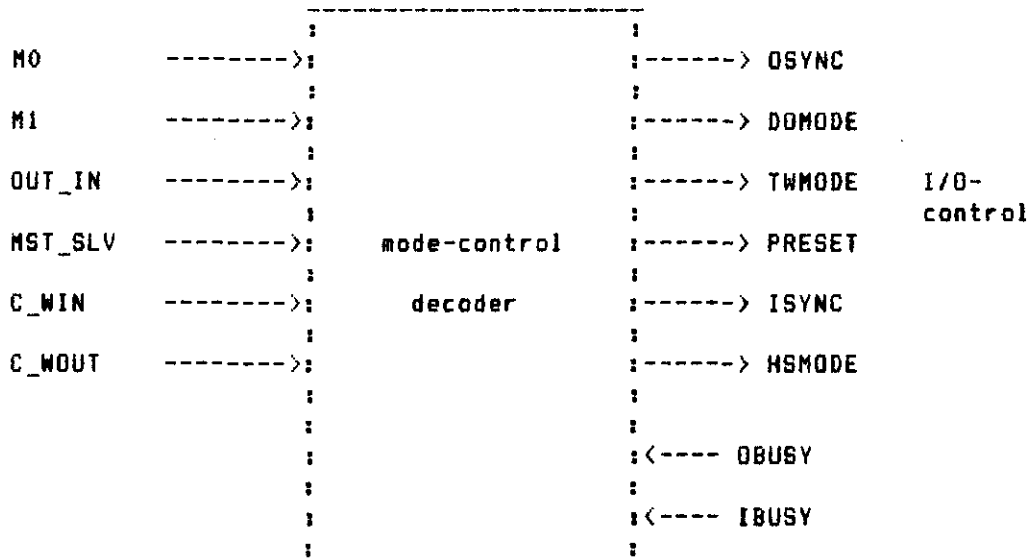 M0 -------->: :------> OSYNC
M1 -------->: :------> DOMODE
OUT_IN -------->: :------> TWMODE I/O-
control
MST_SLV -------->: mode-control :------> PRESET
C_WIN -------->: decoder :------> ISYNC
C_WOUT -------->: :------> HSMODE
:<---- OBUSY
:<---- IBUSY